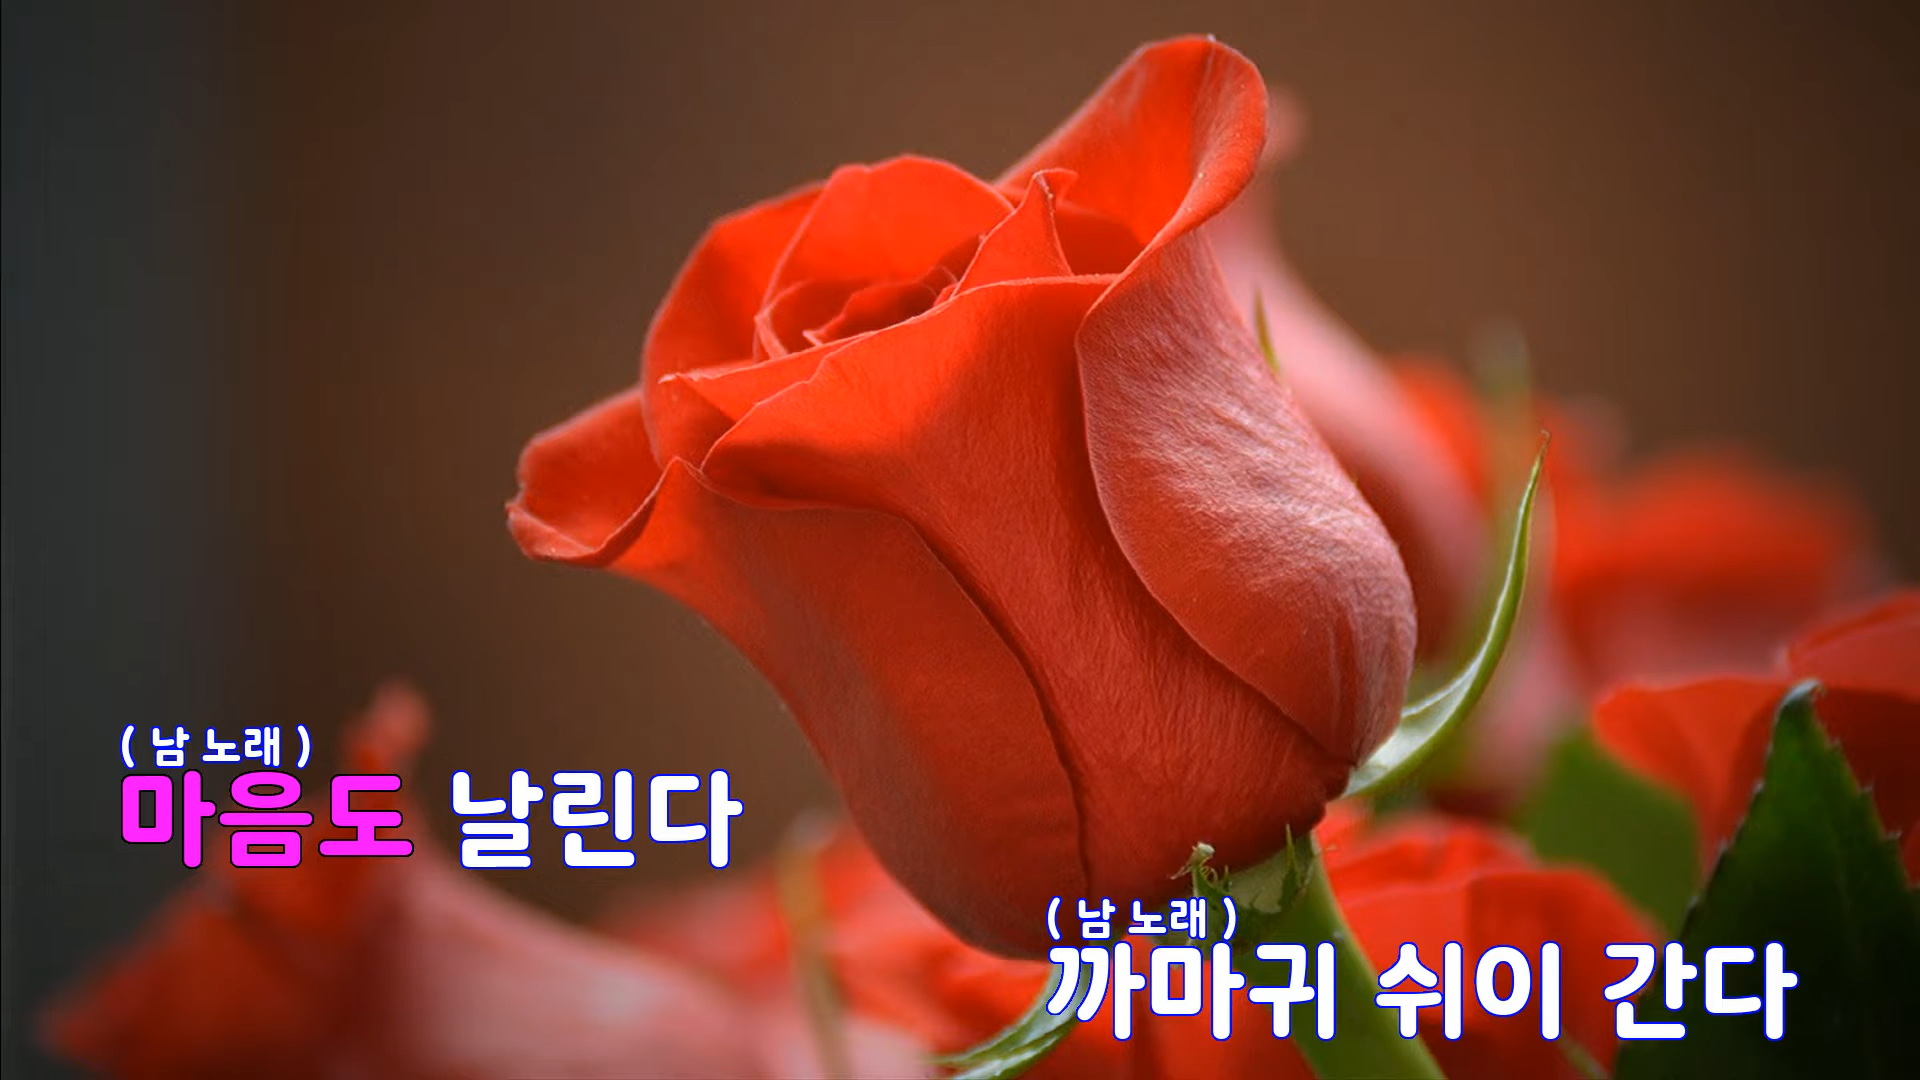 ( 남 노래 )
마음도 날린다
( 남 노래 )
까마귀 쉬이 간다